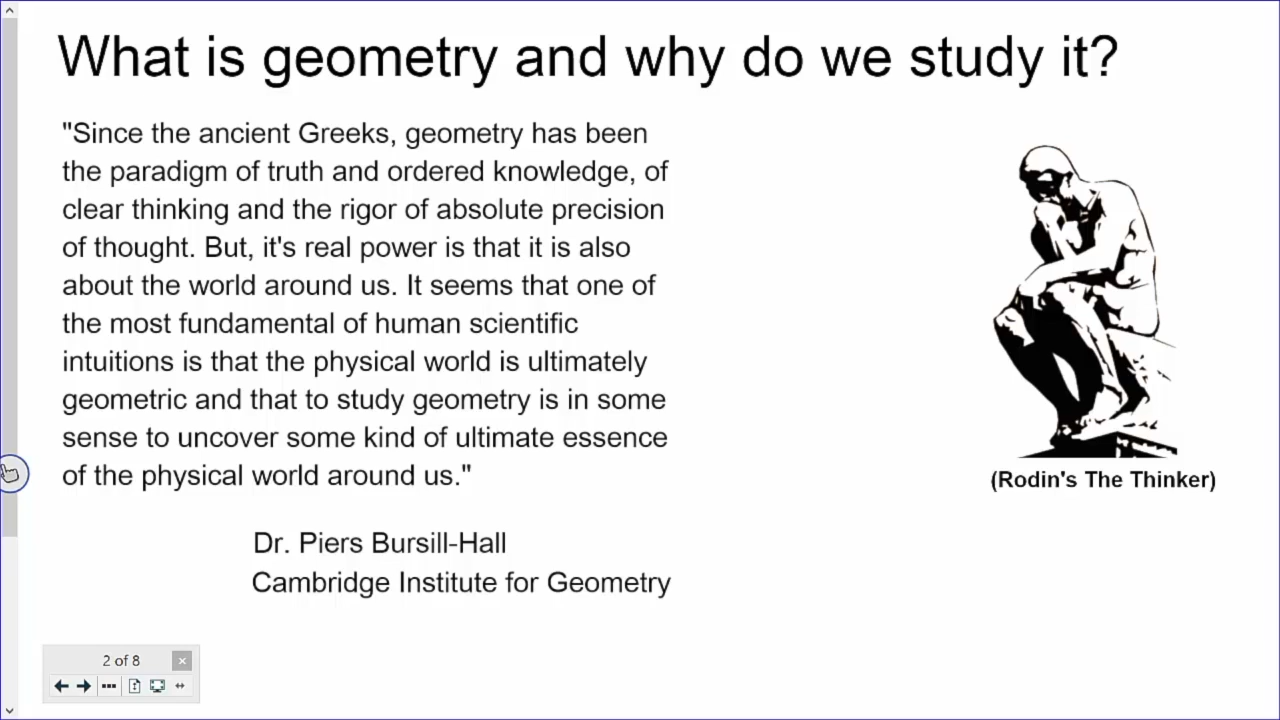 What is geometry and why do we study it?
"Since the ancient Greeks, geometry has been
the paradigm of truth and ordered knowledge, of
clear thinking and the rigor of absolute precision
of thought. But, it's real power is that it is also
about the world around us. It seems that one of
the most fundamental of human scientific
intuitions is that the physical world is ultimately
geometric and that to study geometry is in some
sense to uncover some kind of ultimate essence
of the physical world around us."
(Rodin's The Thinker)
Dr. Piers Bursill-Hall
Cambridge Institute for Geometry
2 of 8